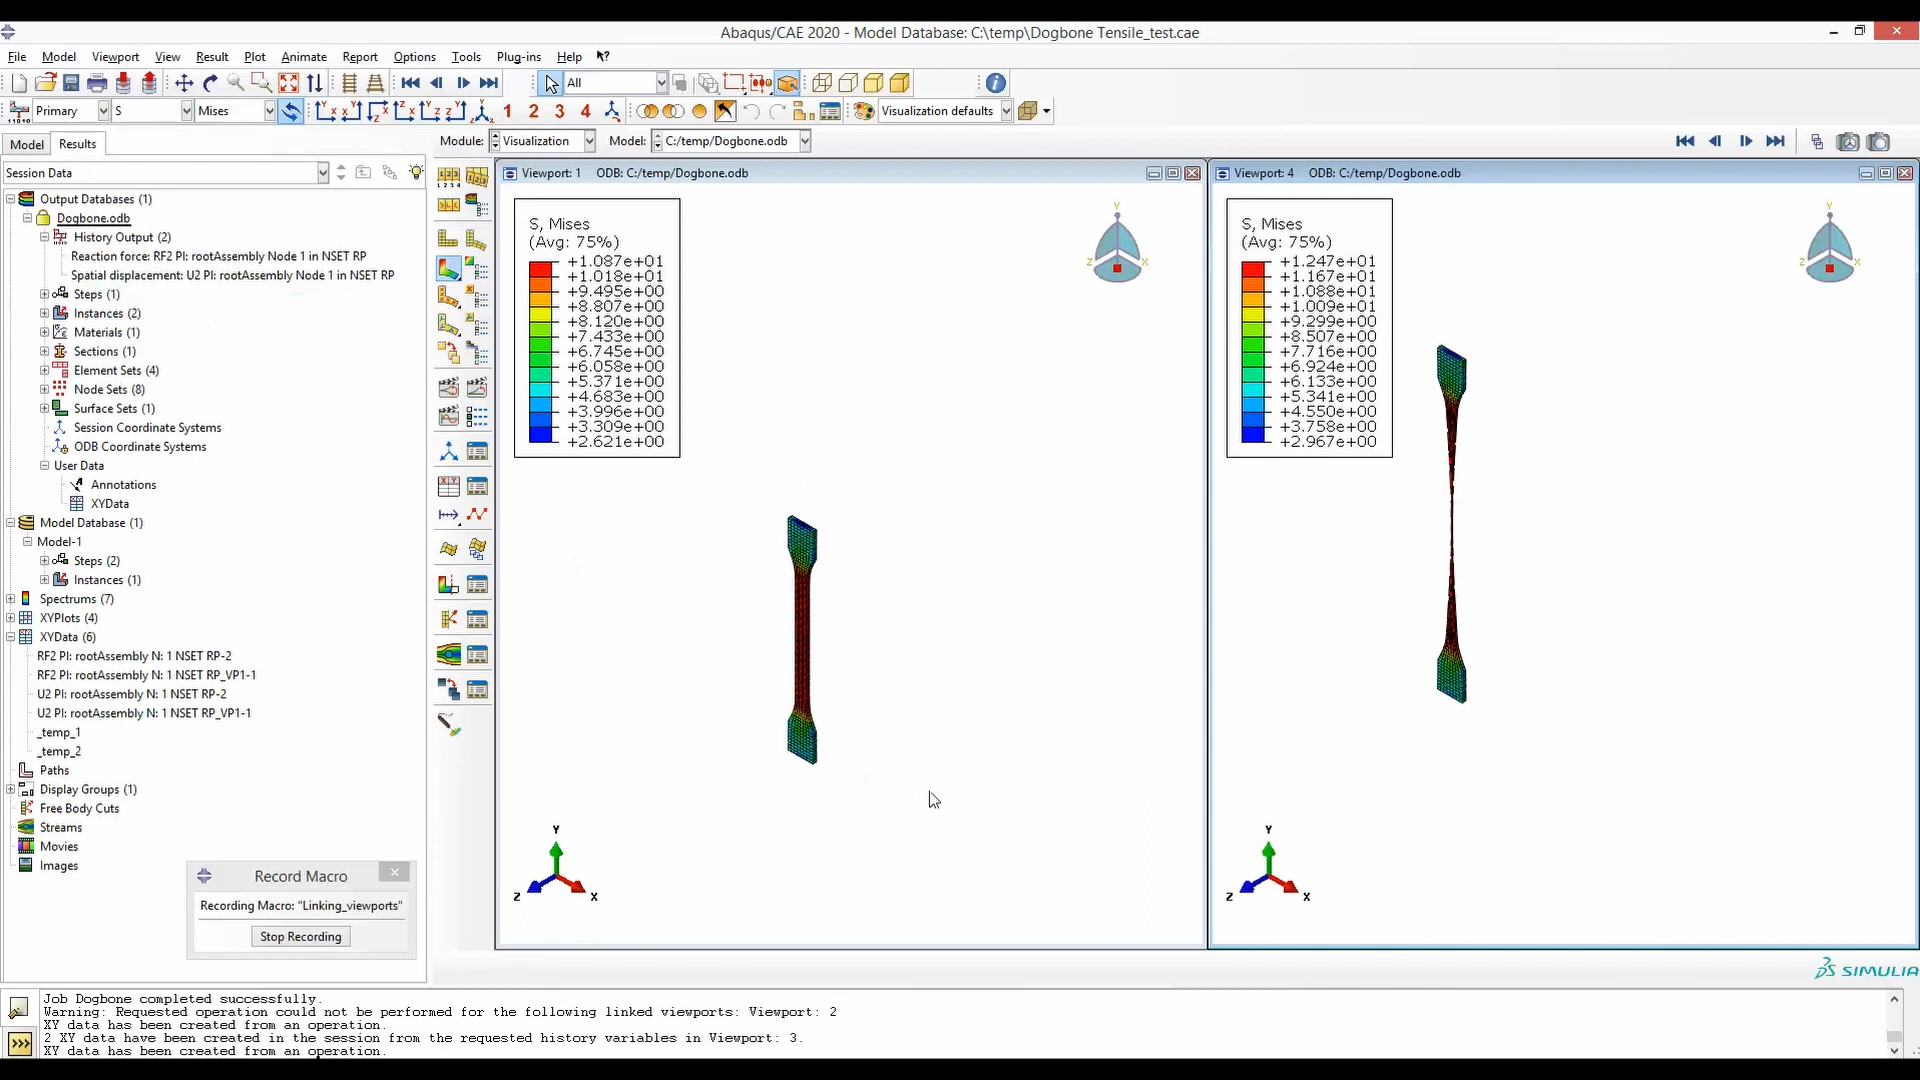 Abaqus/CAE 2020 - Model Database: C:\temp\Dogbone Tensile_test.cae
File Model Viewport View Result Plot Animate Report Options Tools Plug-ins Help
All
Primary S Mises 1 2 3 4 Visualization defaults
Model Results
Module: Visualization Model: C:/temp/Dogbone.odb
Session Data
Output Databases (1)
Dogbone.odb
History Output (2)
Reaction force: RF2 PI: rootAssembly Node 1 in NSET RP
Spatial displacement: U2 PI: rootAssembly Node 1 in NSET RP
Steps (1)
Instances (2)
Materials (1)
Sections (1)
Element Sets (4)
Node Sets (8)
Surface Sets (1)
Session Coordinate Systems
ODB Coordinate Systems
User Data
Annotations
XYData
Model Database (1)
Model-1
Steps (2)
Instances (1)
Spectrums (7)
XYPlots (4)
XYData (6)
RF2 PI: rootAssembly N: 1 NSET RP-2
RF2 PI: rootAssembly N: 1 NSET RP_VP1-1
U2 PI: rootAssembly N: 1 NSET RP-2
U2 PI: rootAssembly N: 1 NSET RP_VP1-1
_temp_1
_temp_2
Paths
Display Groups (1)
Free Body Cuts
Streams
Movies
Images
Record Macro
Recording Macro: "Linking_viewports"
Stop Recording
Viewport: 1 ODB: C:/temp/Dogbone.odb
S, Mises
(Avg: 75%)
+1.087e+01
+1.018e+01
+9.495e+00
+8.807e+00
+8.120e+00
+7.433e+00
+6.745e+00
+6.058e+00
+5.371e+00
+4.683e+00
+3.996e+00
+3.309e+00
+2.621e+00
Y
Z X
Y
Z X
Viewport: 4 ODB: C:/temp/Dogbone.odb
S, Mises
(Avg: 75%)
+1.247e+01
+1.167e+01
+1.088e+01
+1.009e+01
+9.299e+00
+8.507e+00
+7.716e+00
+6.924e+00
+6.133e+00
+5.341e+00
+4.550e+00
+3.758e+00
+2.967e+00
Y
Z X
Y
Z X
SIMULIA
Job Dogbone completed successfully.
Warning: Requested operation could not be performed for the following linked viewports: Viewport: 2
XY data has been created from an operation.
2 XY data have been created in the session from the requested history variables in Viewport: 3.
XY data has been created from an operation.